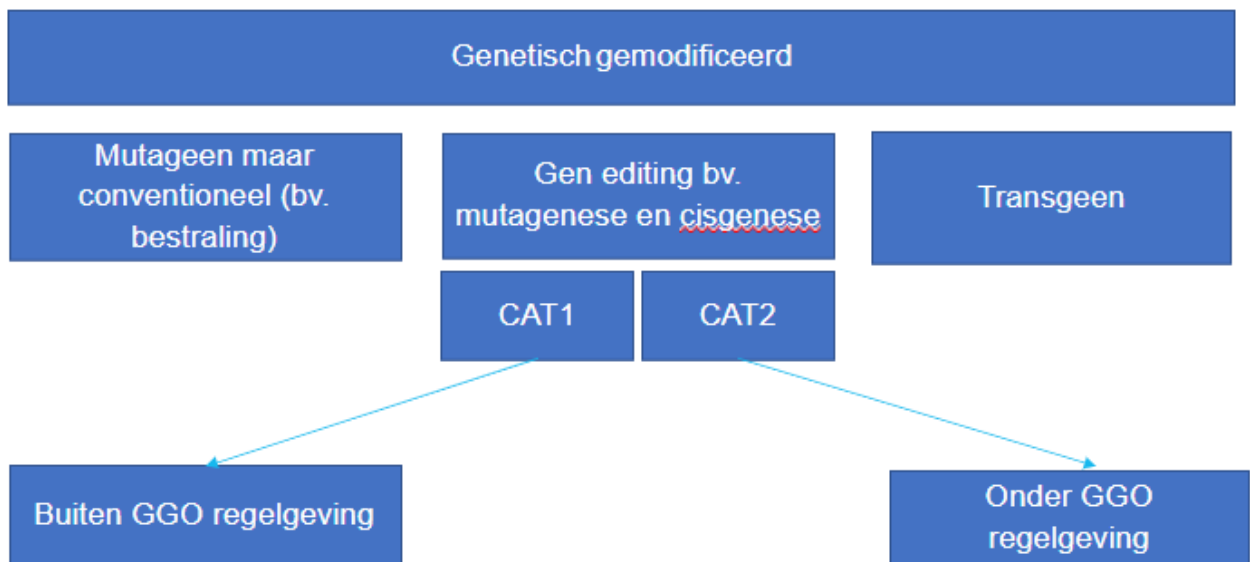 Genetisch gemodificeerd
Mutageen maar
conventioneel (bv.
bestraling)
Gen editing bv.
mutagenese en cisgenese
Transgeen
CAT1
CAT2
Buiten GGO regelgeving
Onder GGO
regelgeving